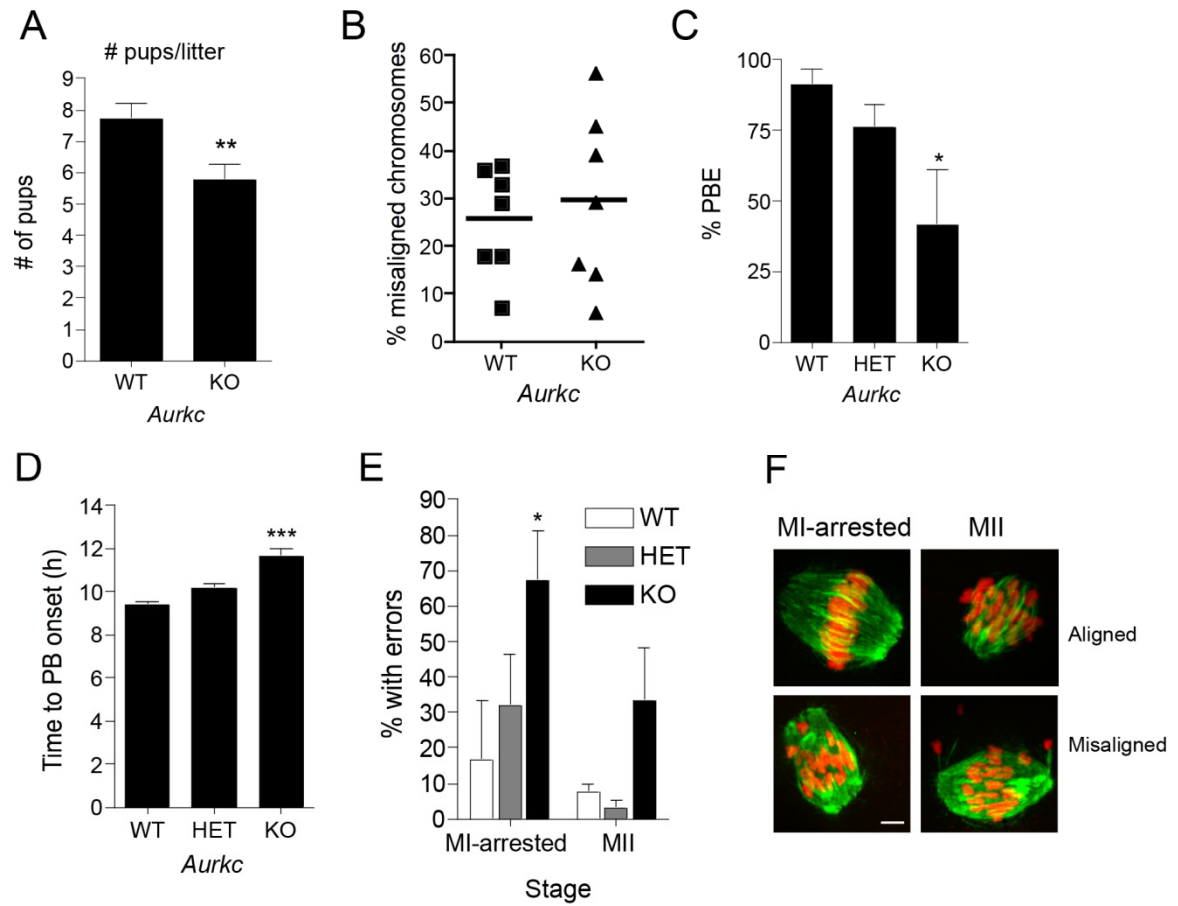 A
# pups/litter
# of pups
9
8
7
6
5
4
3
2
1
0
**
WT
KO
Aurkc
B
% misaligned chromosomes
60
50
40
30
20
10
0
WT
KO
Aurkc
C
% PBE
100
75
50
25
0
*
WT
HET
KO
Aurkc
D
Time to PB onset (h)
14
12
10
8
6
4
2
0
***
WT
HET
KO
Aurkc
E
% with errors
90
80
70
60
50
40
30
20
10
0
*
WT
HET
KO
MI-arrested
MII
Stage
F
MI-arrested
MII
Aligned
Misaligned